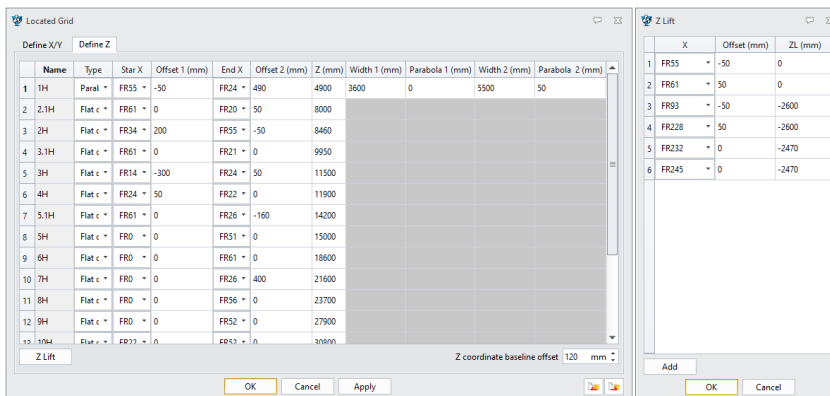 Located Grid
Define X/Y Define Z
Name Type Star X Offset 1 (mm) End X Offset 2 (mm) Z (mm) Width 1 (mm) Parabola 1 (mm) Width 2 (mm) Parabola 2 (mm)
1 1H Paral FR55 -50 FR24 490 4900 3600 0 5500 50
2 2.1H Flat c FR61 0 FR20 50 8000
3 2H Flat c FR34 200 FR55 -50 8460
4 3.1H Flat c FR61 0 FR21 0 9950
5 3H Flat c FR14 -300 FR24 50 11500
6 4H Flat c FR24 50 FR22 0 11900
7 5.1H Flat c FR61 0 FR26 -160 14200
8 5H Flat c FR0 0 FR51 0 15000
9 6H Flat c FR0 0 FR61 0 18600
10 7H Flat c FR0 0 FR26 400 21600
11 8H Flat c FR0 0 FR56 0 23700
12 9H Flat c FR0 0 FR52 0 27900
13 10H Flat c FR22 0 FR52 0 30800
Z Lift Z coordinate baseline offset 120 mm
OK Cancel Apply
Z Lift
X Offset (mm) ZL (mm)
1 FR55 -50 0
2 FR61 50 0
3 FR93 -50 -2600
4 FR228 50 -2600
5 FR232 0 -2470
6 FR245 0 -2470
Add
OK Cancel